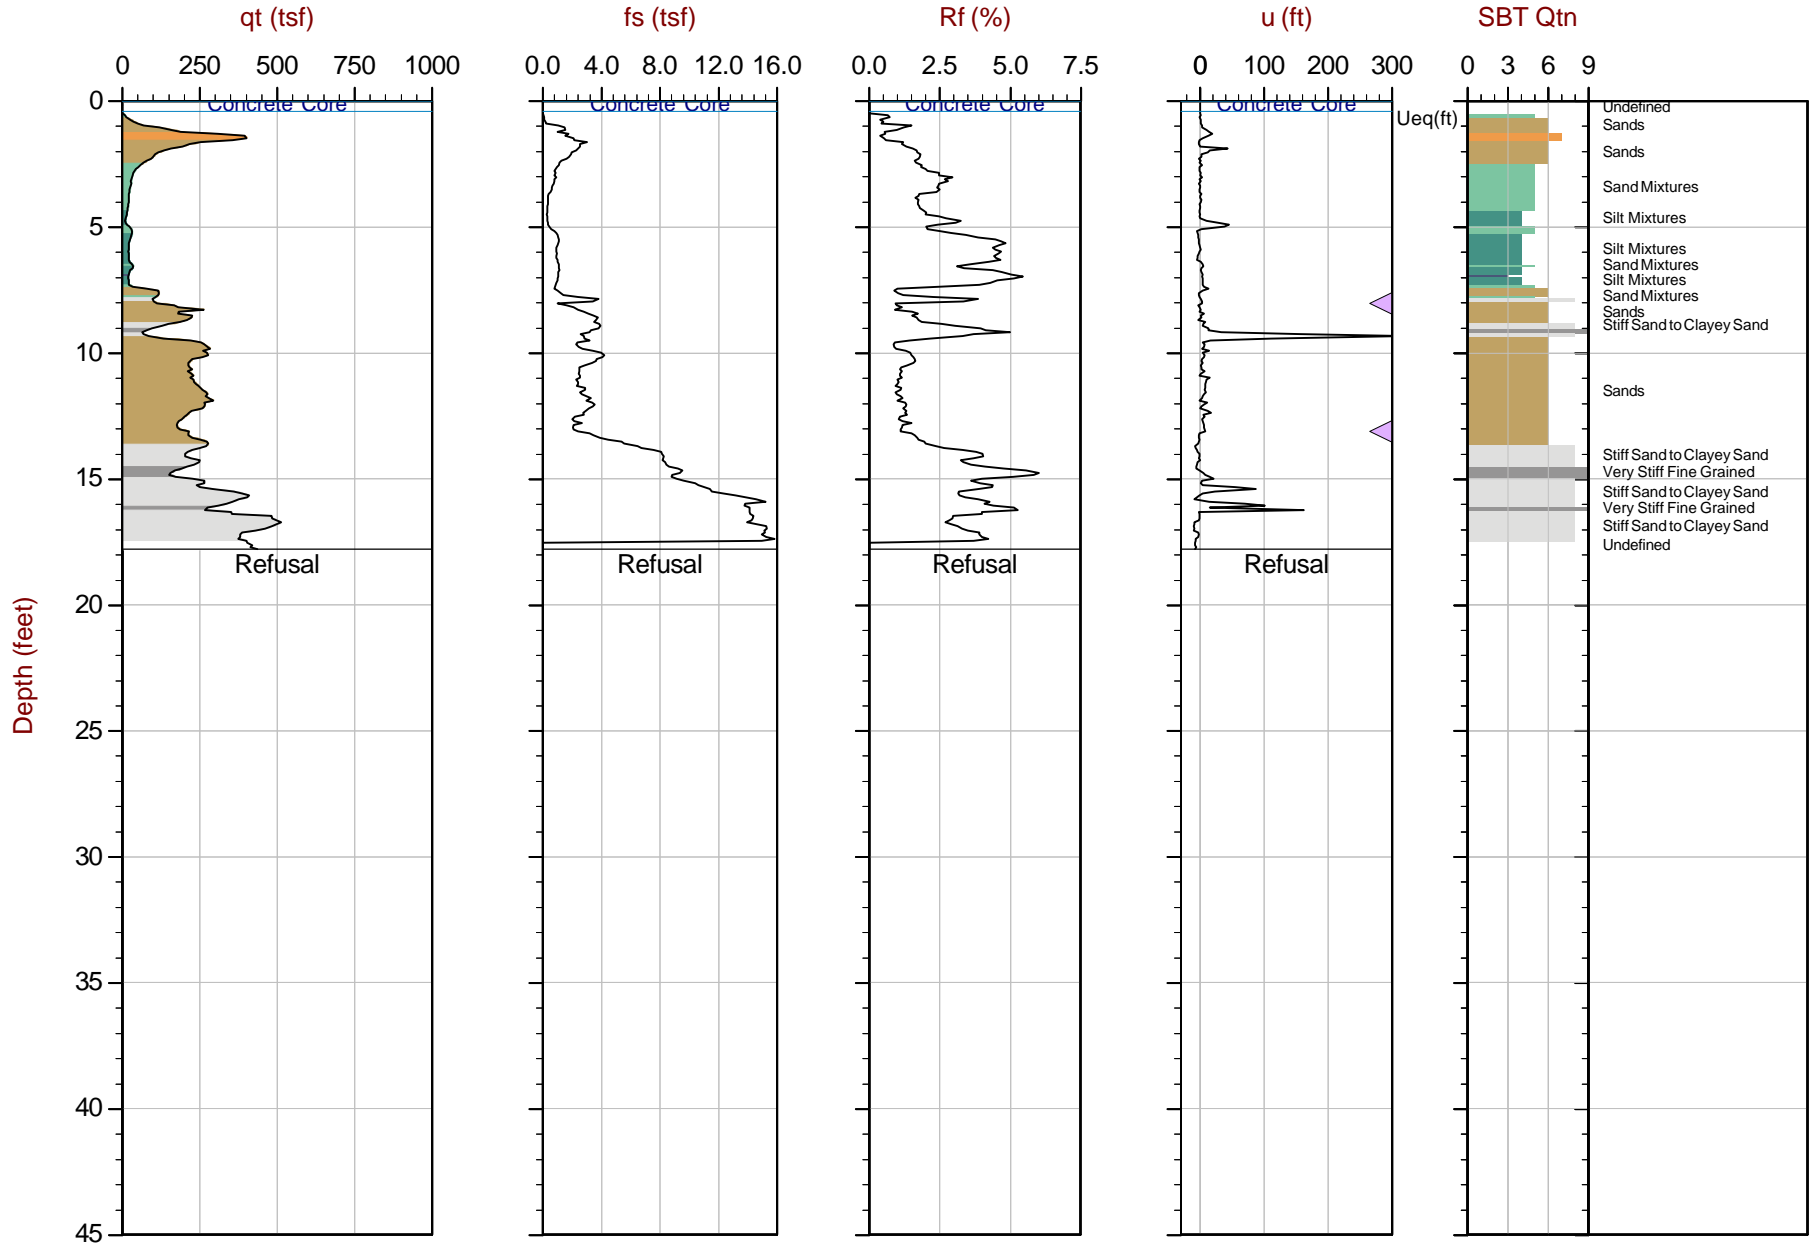 qt (tsf) fs (tsf) Rf (%) u (ft) SBT Qtn
0 250 500 750 1000 0.0 4.0 8.0 12.0 16.0 0.0 2.5 5.0 7.5 0 100 200 300 0 3 6 9
0 Concrete Core Concrete Core Concrete Core Concrete Core Undefined
Ueq(ft)
Sands
Sands
Sand Mixtures
Silt Mixtures
5
Silt Mixtures
Sand Mixtures
Silt Mixtures
Sand Mixtures
Sands
Stiff Sand to Clayey Sand
10
Sands
Stiff Sand to Clayey Sand
Very Stiff Fine Grained
15
Stiff Sand to Clayey Sand
Very Stiff Fine Grained
Stiff Sand to Clayey Sand
Undefined
Refusal Refusal Refusal Refusal
20
Depth (feet)
25
30
35
40
45